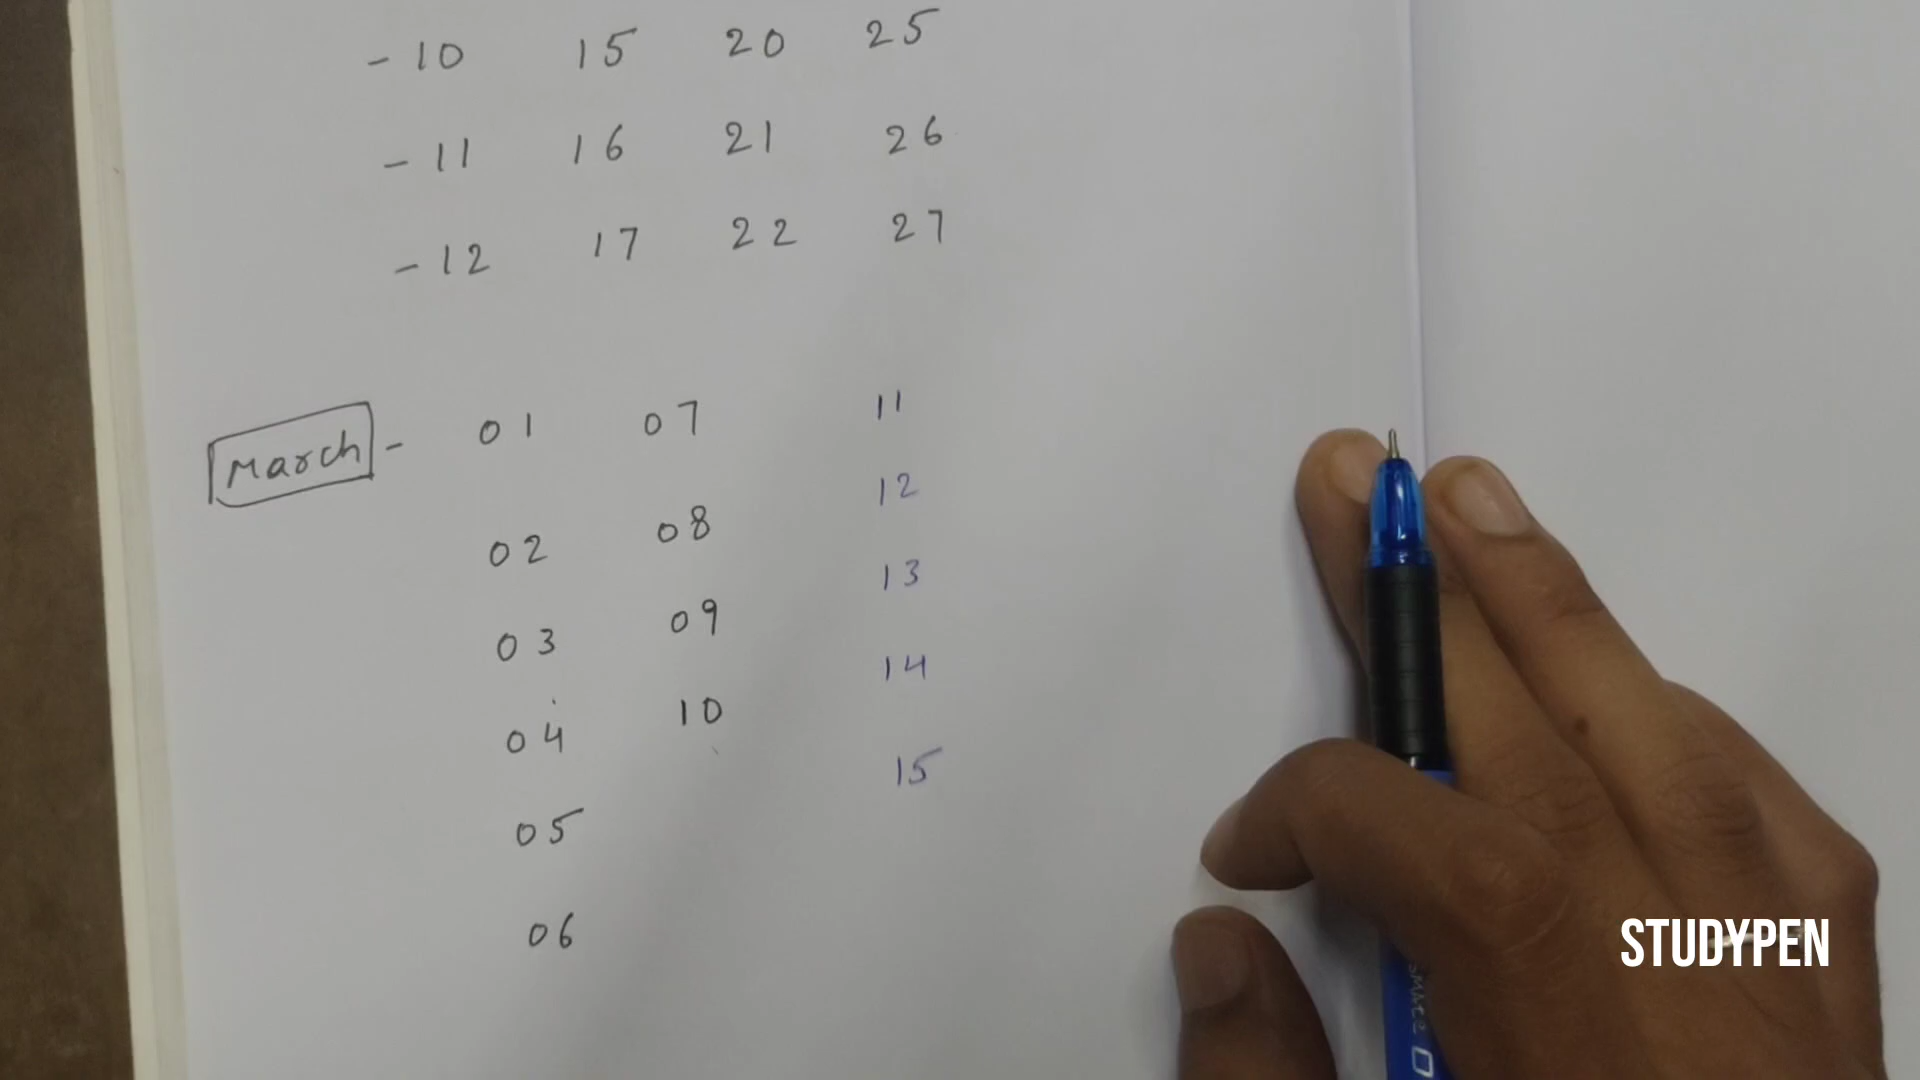 - 10 15 20 25
- 11 16 21 26
- 12 17 22 27
March - 01 07 11
02 08 12
03 09 13
04 10 14
05 15
06
STUDYPEN